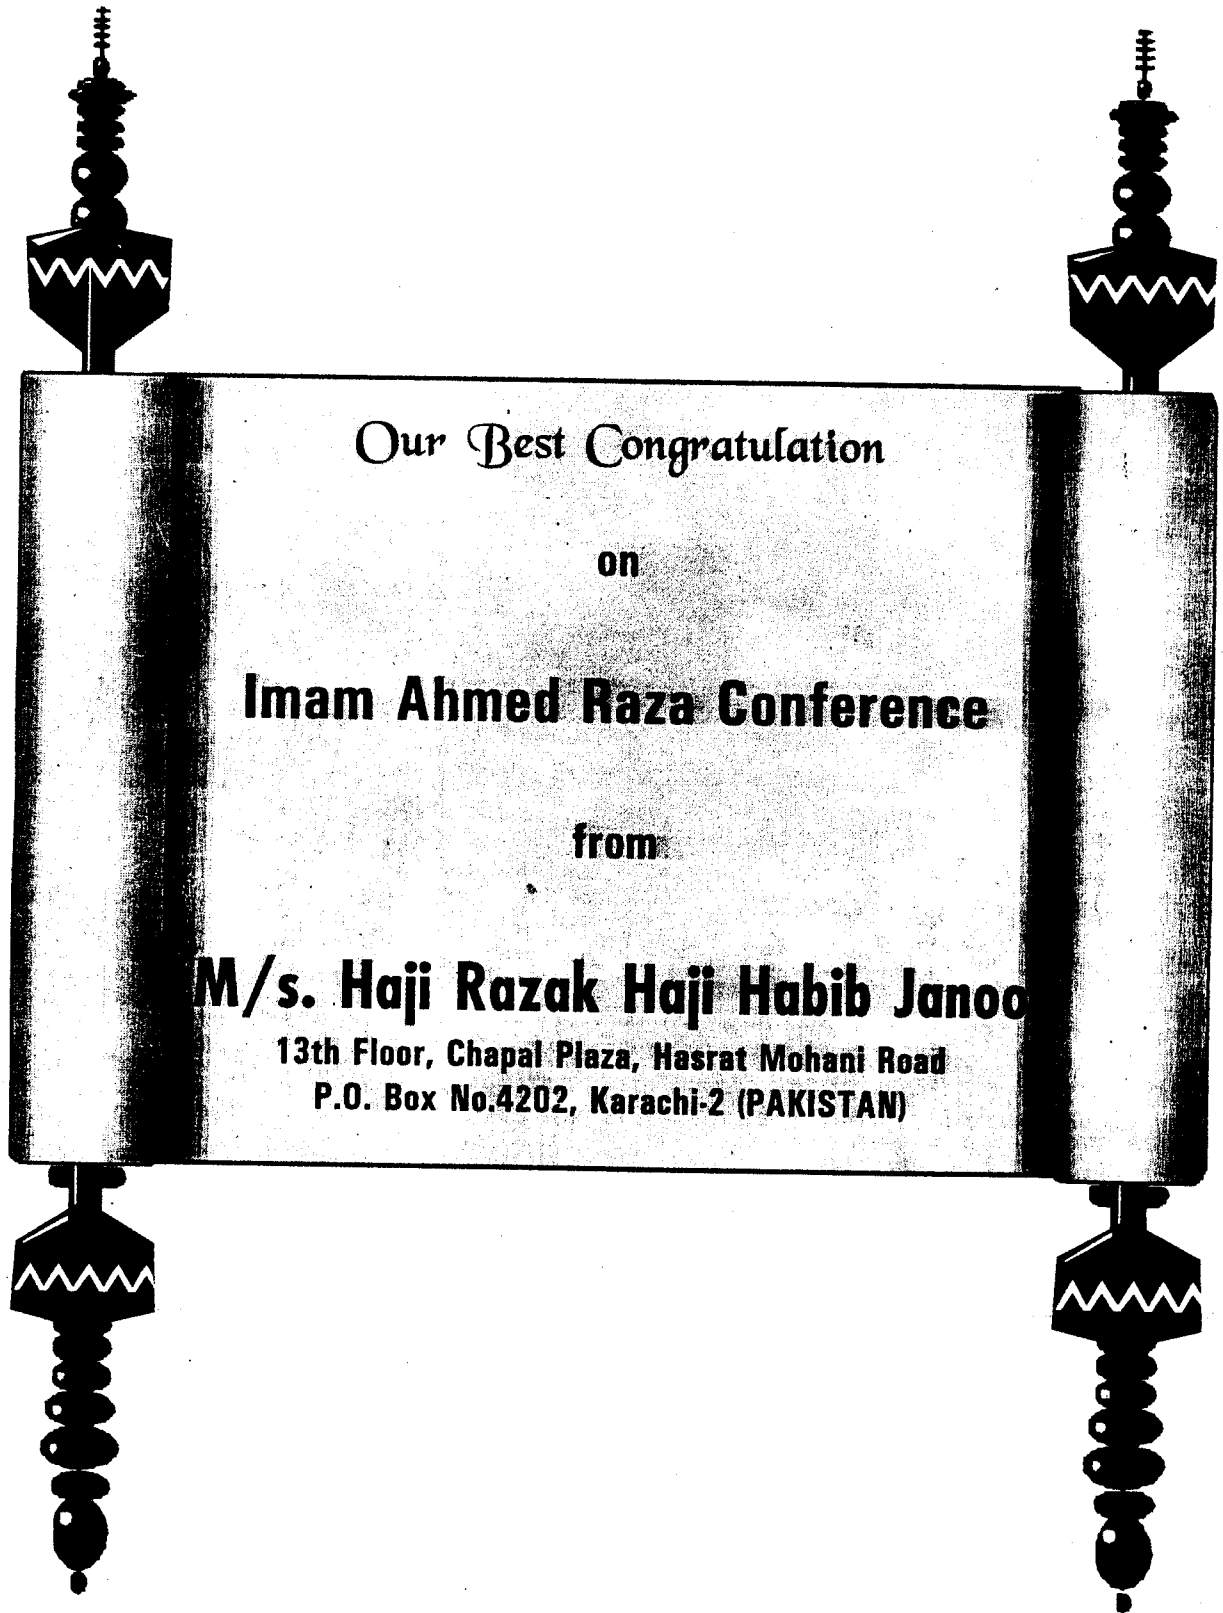 Our Best Congratulation
on
Imam Ahmed Raza Conference
from
M/s. Haji Razak Haji Habib Janoo
13th Floor, Chapal Plaza, Hasrat Mohani Road
P.O. Box No.4202, Karachi-2 (PAKISTAN)